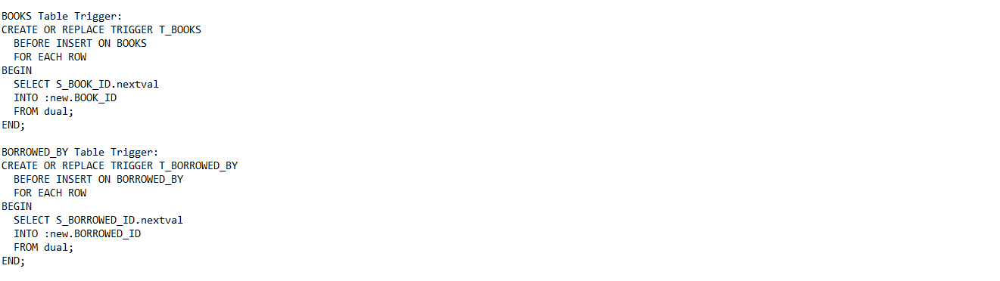 BOOKS Table Trigger:
CREATE OR REPLACE TRIGGER T_BOOKS
  BEFORE INSERT ON BOOKS
  FOR EACH ROW
BEGIN
  SELECT S_BOOK_ID.nextval
  INTO :new.BOOK_ID
  FROM dual;
END;

BORROWED_BY Table Trigger:
CREATE OR REPLACE TRIGGER T_BORROWED_BY
  BEFORE INSERT ON BORROWED_BY
  FOR EACH ROW
BEGIN
  SELECT S_BORROWED_ID.nextval
  INTO :new.BORROWED_ID
  FROM dual;
END;